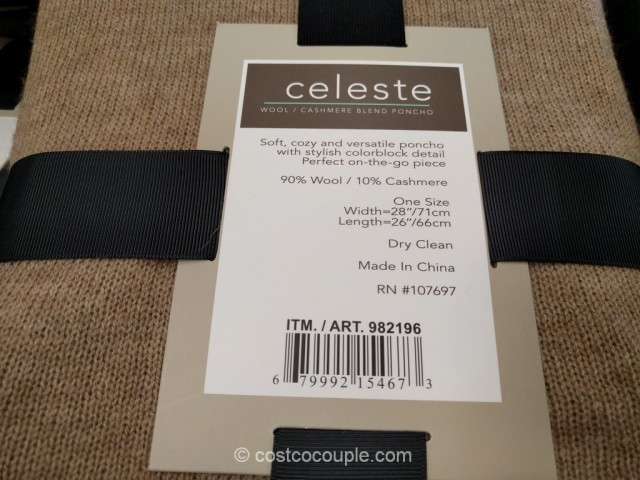 celeste
WOOL / CASHMERE BLEND PONCHO
Soft, cozy and versatile poncho
with stylish colorblock detail
Perfect on-the-go piece
90% Wool / 10% Cashmere
One Size
Width=28"/71cm
Length=26"/66cm
Dry Clean
Made In China
RN #107697
ITM. / ART. 982196
6 79992 15467 3
© costcocouple.com